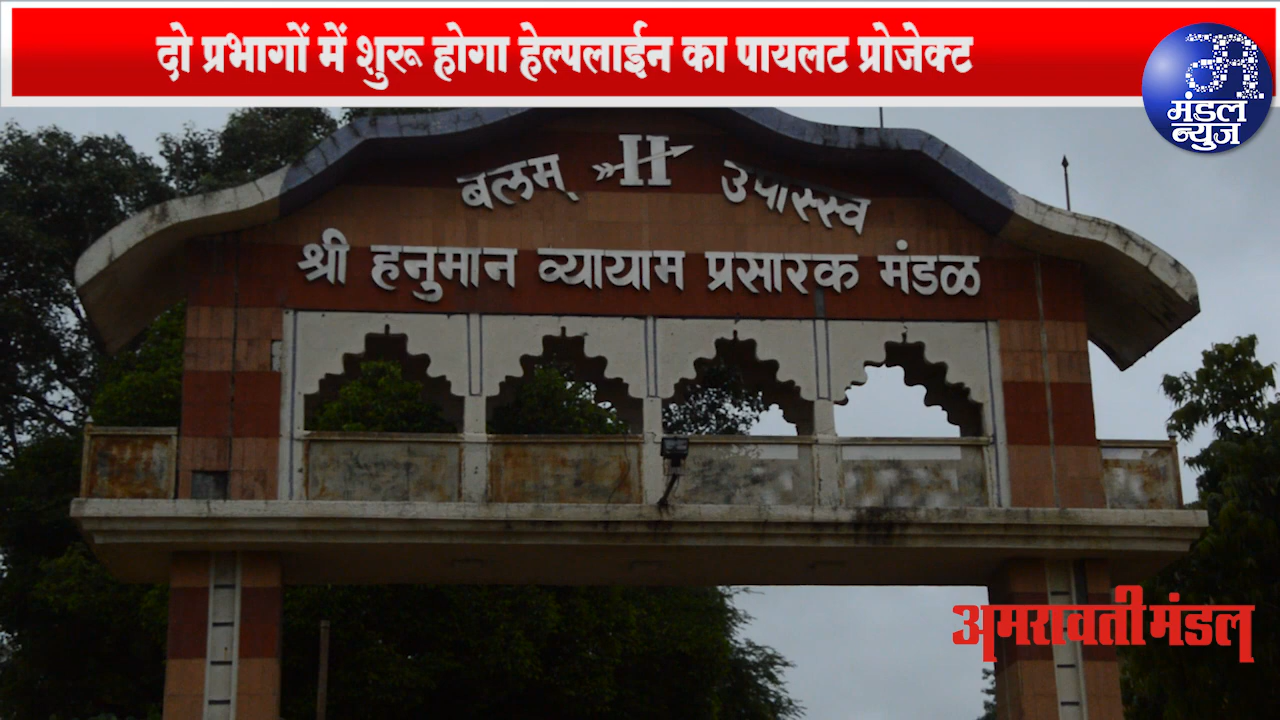 दो प्रभागों में शुरू होगा हेल्पलाईन का पायलट प्रोजेक्ट
मंडल
न्युज
बलम् H उपास्स्व
श्री हनुमान व्यायाम प्रसारक मंडळ
अमरावती मंडल